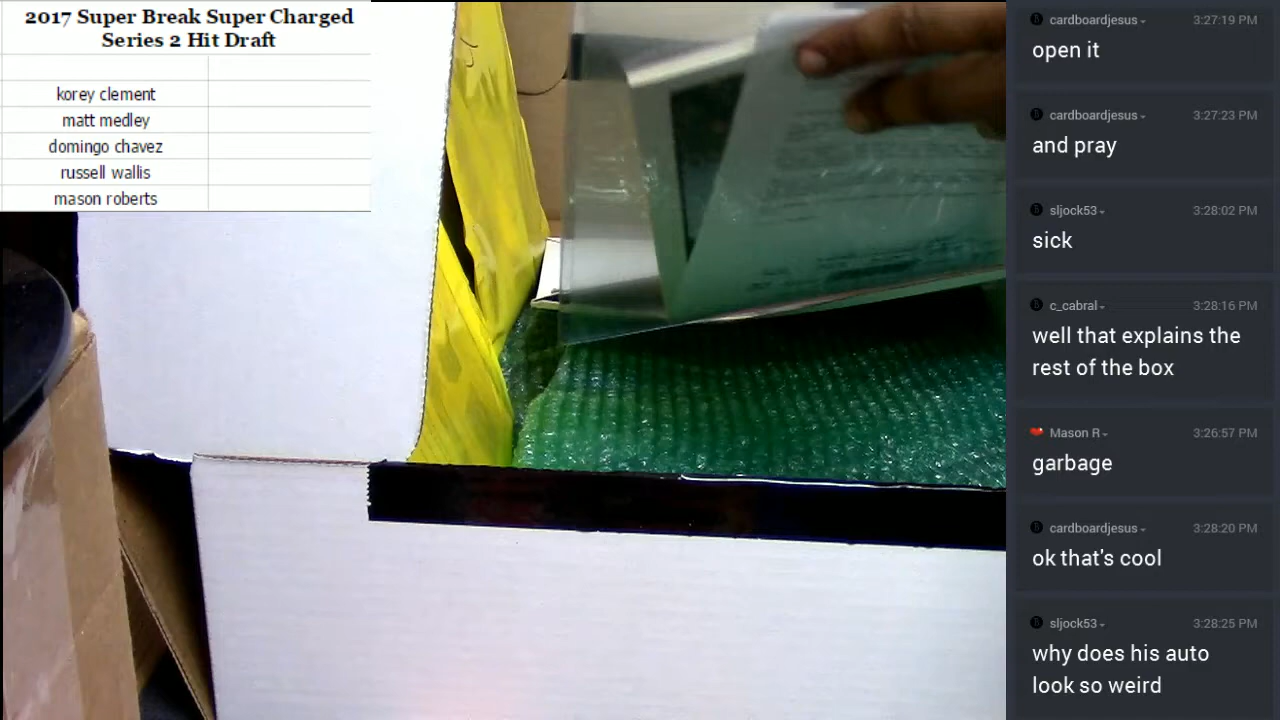 2017 Super Break Super Charged
Series 2 Hit Draft
korey clement
matt medley
domingo chavez
russell wallis
mason roberts
cardboardjesus 3:27:19 PM
open it
cardboardjesus 3:27:23 PM
and pray
sljock53 3:28:02 PM
sick
c_cabral 3:28:16 PM
well that explains the
rest of the box
Mason R 3:26:57 PM
garbage
cardboardjesus 3:28:20 PM
ok that's cool
sljock53 3:28:25 PM
why does his auto
look so weird